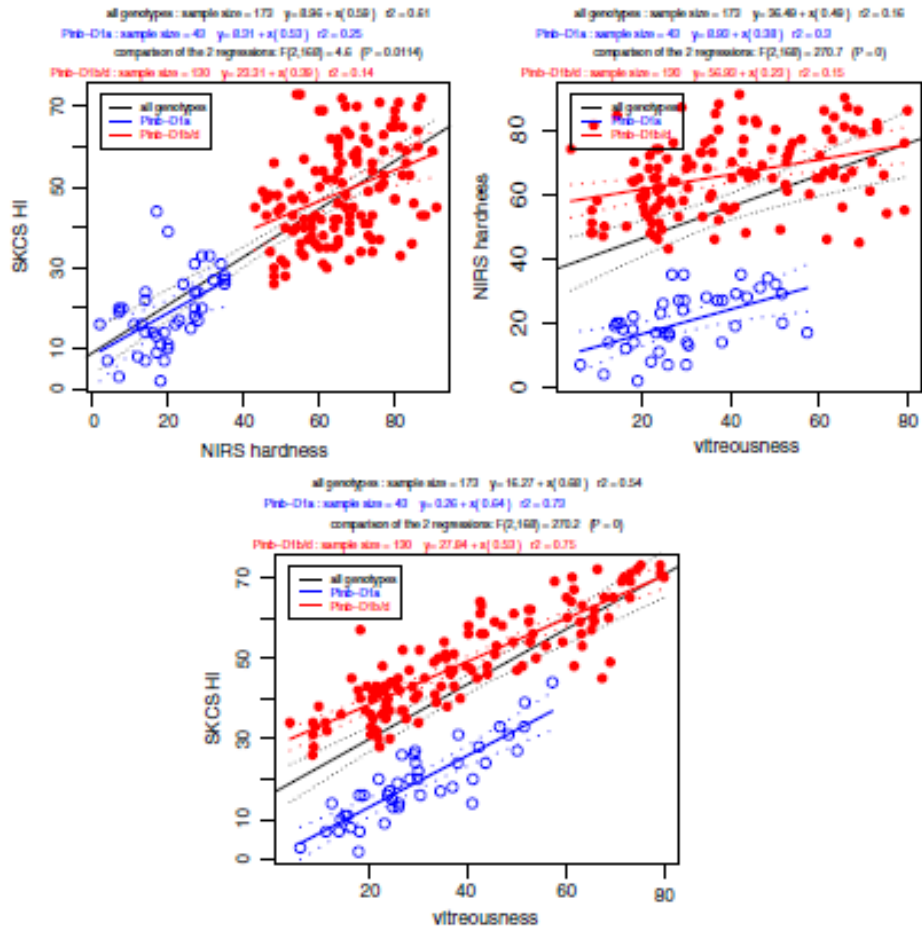 all genotypes : sample size = 173 y= 8.96 + x( 0.59 ) r2 = 0.61
Pinb-D1a : sample size = 43 y= 8.31 + x( 0.53 ) r2 = 0.25
comparison of the 2 regressions: F(2,168) = 4.6 (P = 0.0114)
Pinb-D1b/d : sample size = 130 y= 23.31 + x( 0.39 ) r2 = 0.14
all genotypes
Pinb-D1a
Pinb-D1b/d
SKCS HI
0 10 30 50 70
0 20 40 60 80
NIRS hardness
all genotypes : sample size = 173 y= 36.49 + x( 0.49 ) r2 = 0.16
Pinb-D1a : sample size = 43 y= 8.93 + x( 0.38 ) r2 = 0.3
comparison of the 2 regressions: F(2,168) = 270.7 (P = 0)
Pinb-D1b/d : sample size = 130 y= 56.93 + x( 0.23 ) r2 = 0.15
all genotypes
Pinb-D1a
Pinb-D1b/d
NIRS hardness
0 20 40 60 80
20 40 60 80
vitreousness
all genotypes : sample size = 173 y= 16.27 + x( 0.68 ) r2 = 0.54
Pinb-D1a : sample size = 43 y= 0.26 + x( 0.64 ) r2 = 0.73
comparison of the 2 regressions: F(2,168) = 270.2 (P = 0)
Pinb-D1b/d : sample size = 130 y= 27.84 + x( 0.53 ) r2 = 0.75
all genotypes
Pinb-D1a
Pinb-D1b/d
SKCS HI
0 10 30 50 70
20 40 60 80
vitreousness